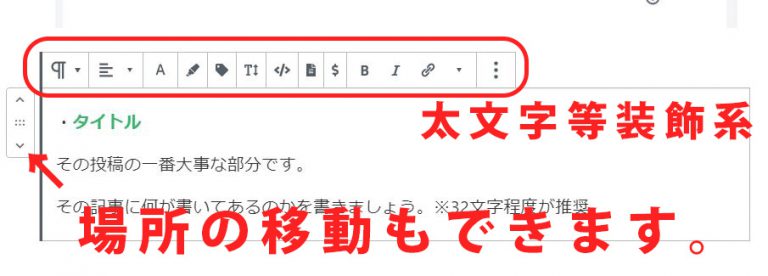 A T </> $ B I
・タイトル
太文字等装飾系
その投稿の一番大事な部分です。
その記事に何が書いてあるのかを書きましょう。※32文字程度が推奨
場所の移動もできます。